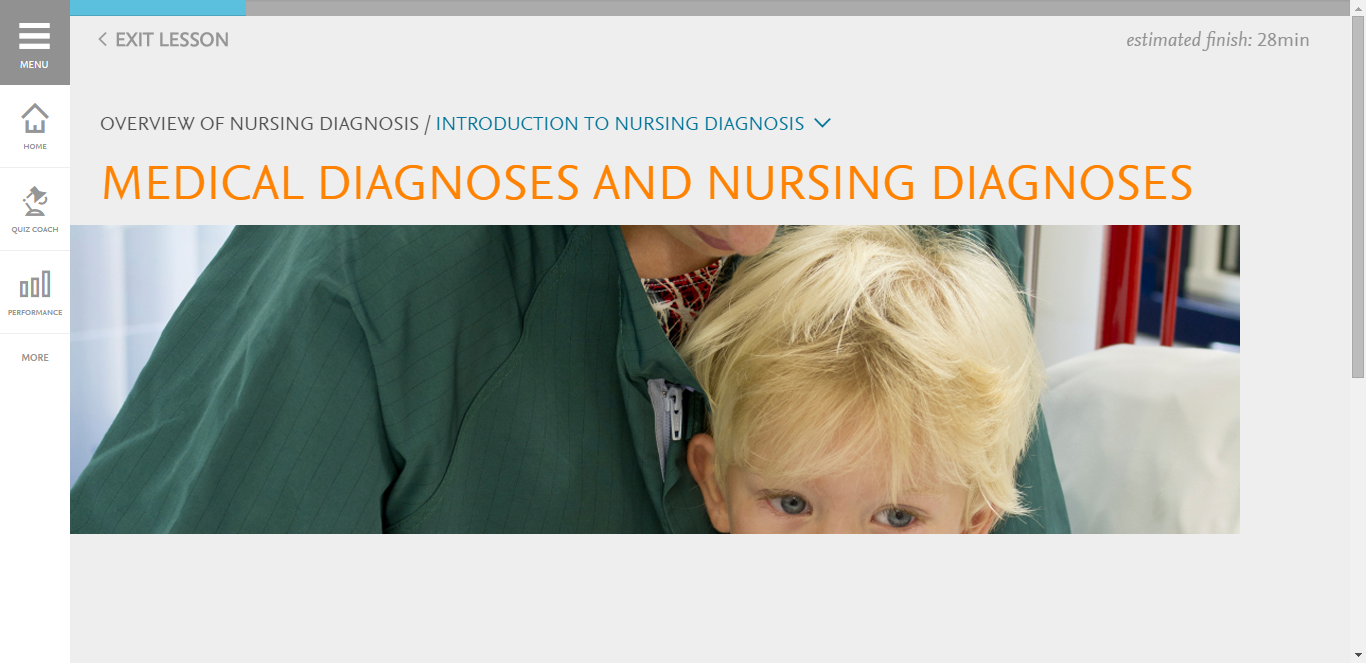 MENU
HOME
QUIZ COACH
PERFORMANCE
MORE
EXIT LESSON
estimated finish: 28min
OVERVIEW OF NURSING DIAGNOSIS / INTRODUCTION TO NURSING DIAGNOSIS
MEDICAL DIAGNOSES AND NURSING DIAGNOSES